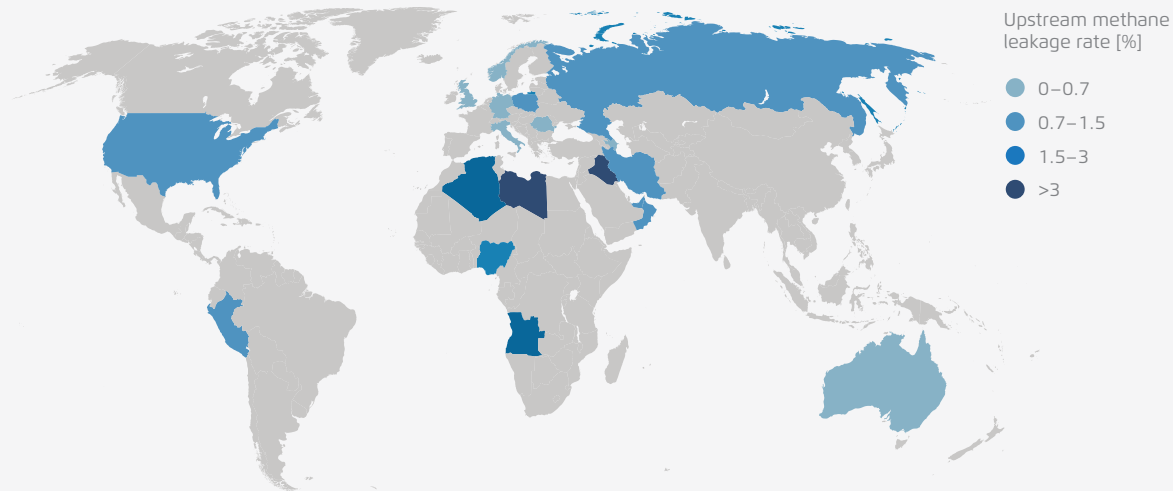 Upstream methane
leakage rate [%]
0–0.7
0.7–1.5
1.5–3
>3